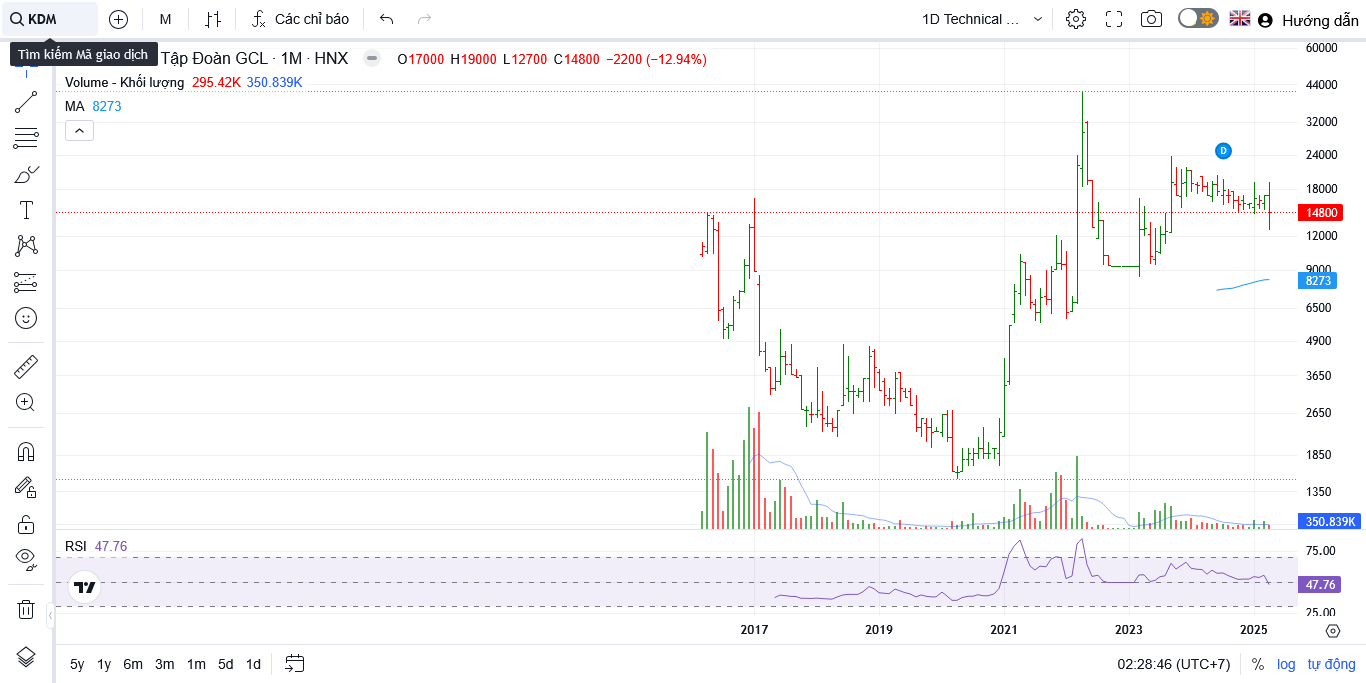 KDM M Các chỉ báo 1D Technical ... Hướng dẫn
Tìm kiếm Mã giao dịch Tập Đoàn GCL · 1M · HNX O17000 H19000 L12700 C14800 −2200 (−12.94%)
Volume - Khối lượng 295.42K 350.839K
MA 8273
60000
44000
32000
24000
D
18000
14800
12000
9000
8273
6500
4900
3650
2650
1850
1350
350.839K
RSI 47.76
75.00
47.76
25.00
2017 2019 2021 2023 2025
5y 1y 6m 3m 1m 5d 1d 02:28:46 (UTC+7) % log tự động